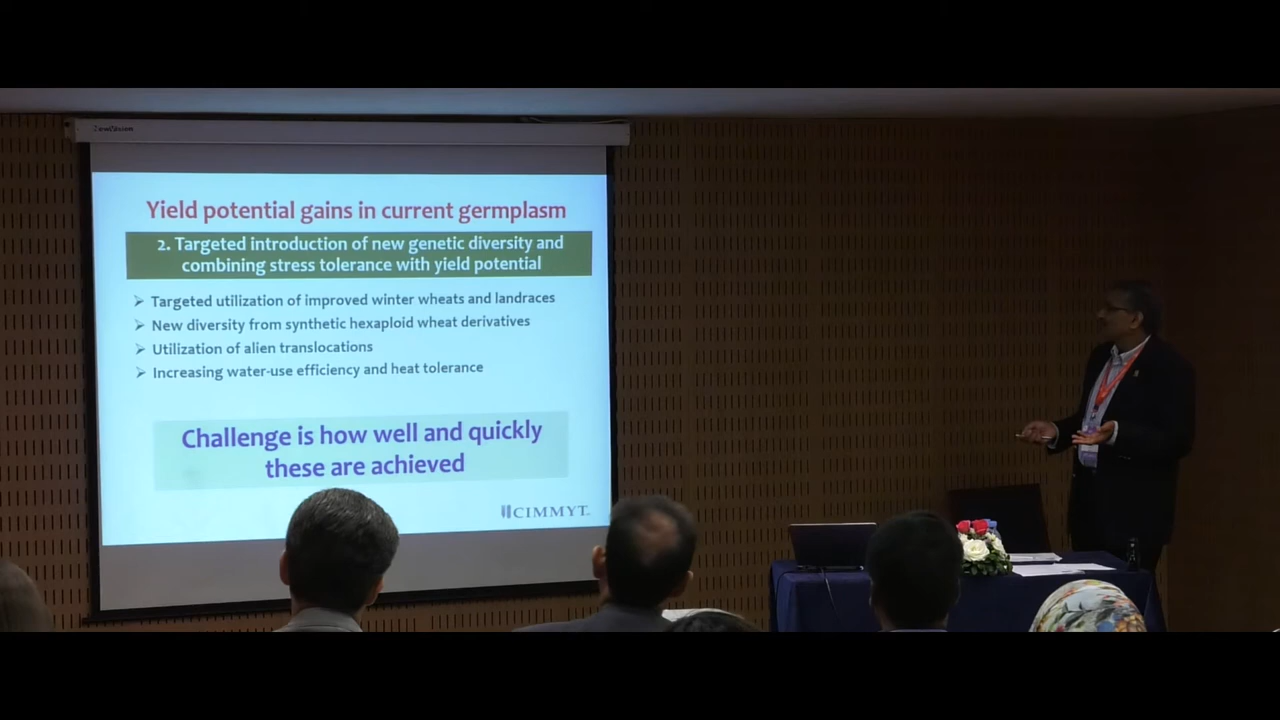 Yield potential gains in current germplasm
2. Targeted introduction of new genetic diversity and
combining stress tolerance with yield potential
Targeted utilization of improved winter wheats and landraces
New diversity from synthetic hexaploid wheat derivatives
Utilization of alien translocations
Increasing water-use efficiency and heat tolerance
Challenge is how well and quickly
these are achieved
CIMMYT